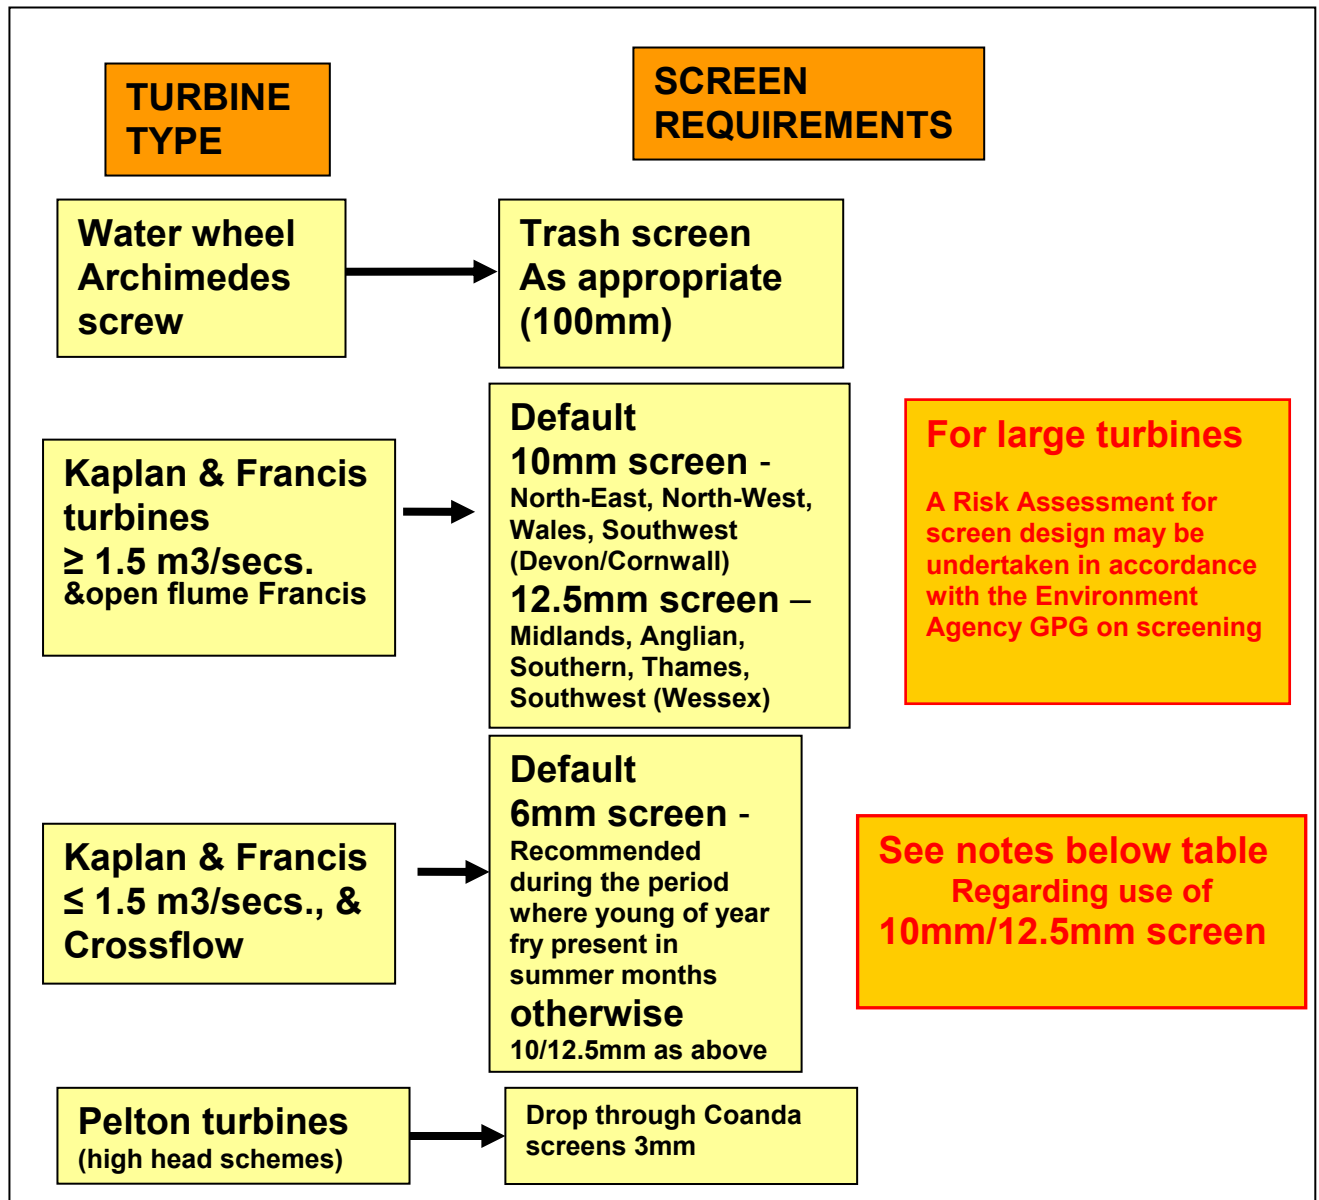 TURBINE
TYPE
SCREEN
REQUIREMENTS
Water wheel
Archimedes
screw
Trash screen
As appropriate
(100mm)
Kaplan & Francis
turbines
≥ 1.5 m3/secs.
&open flume Francis
Default
10mm screen -
North-East, North-West,
Wales, Southwest
(Devon/Cornwall)
12.5mm screen –
Midlands, Anglian,
Southern, Thames,
Southwest (Wessex)
For large turbines
A Risk Assessment for
screen design may be
undertaken in accordance
with the Environment
Agency GPG on screening
Kaplan & Francis
≤ 1.5 m3/secs., &
Crossflow
Default
6mm screen -
Recommended
during the period
where young of year
fry present in
summer months
otherwise
10/12.5mm as above
See notes below table
Regarding use of
10mm/12.5mm screen
Pelton turbines
(high head schemes)
Drop through Coanda
screens 3mm